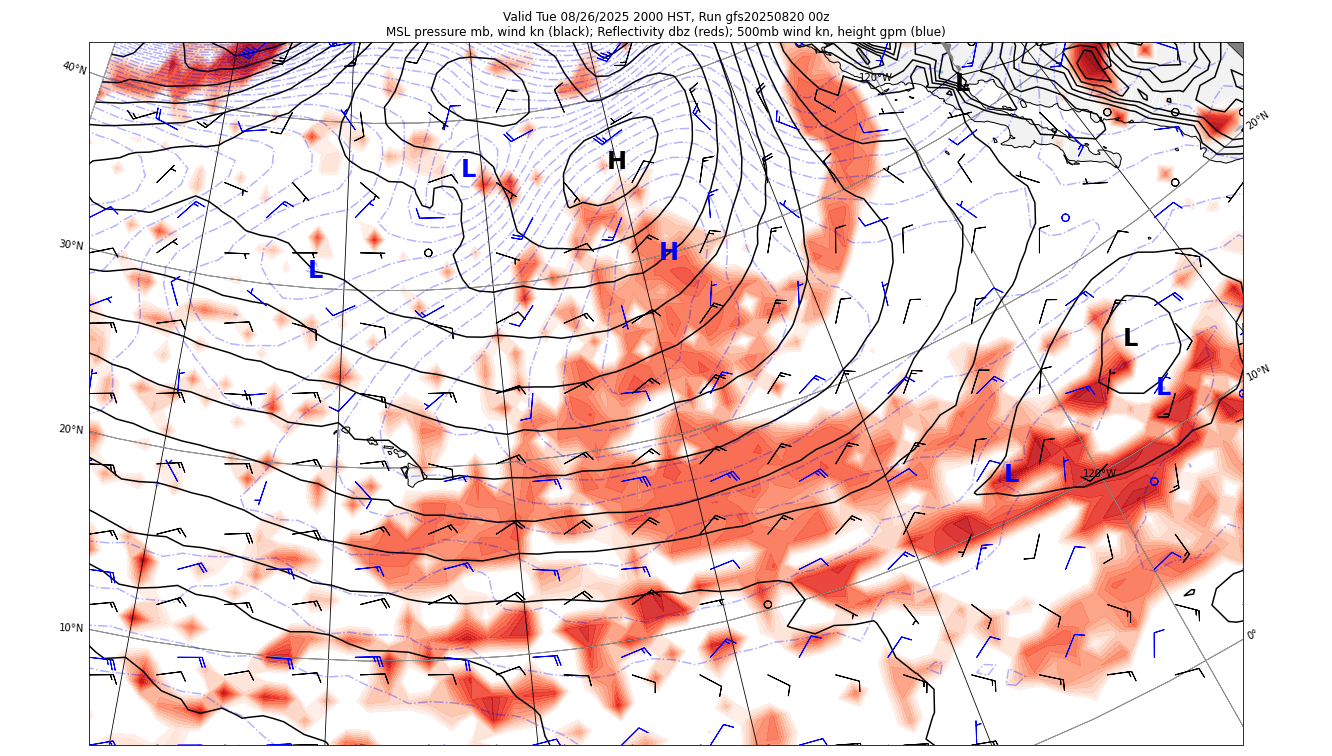 Valid Tue 08/26/2025 2000 HST, Run gfs20250820 00z
MSL pressure mb, wind kn (black); Reflectivity dbz (reds); 500mb wind kn, height gpm (blue)
40°N
120°W
L
20°N
L
H
30°N
H
L
L
10°N
L
20°N
L
120°W
10°N
0°